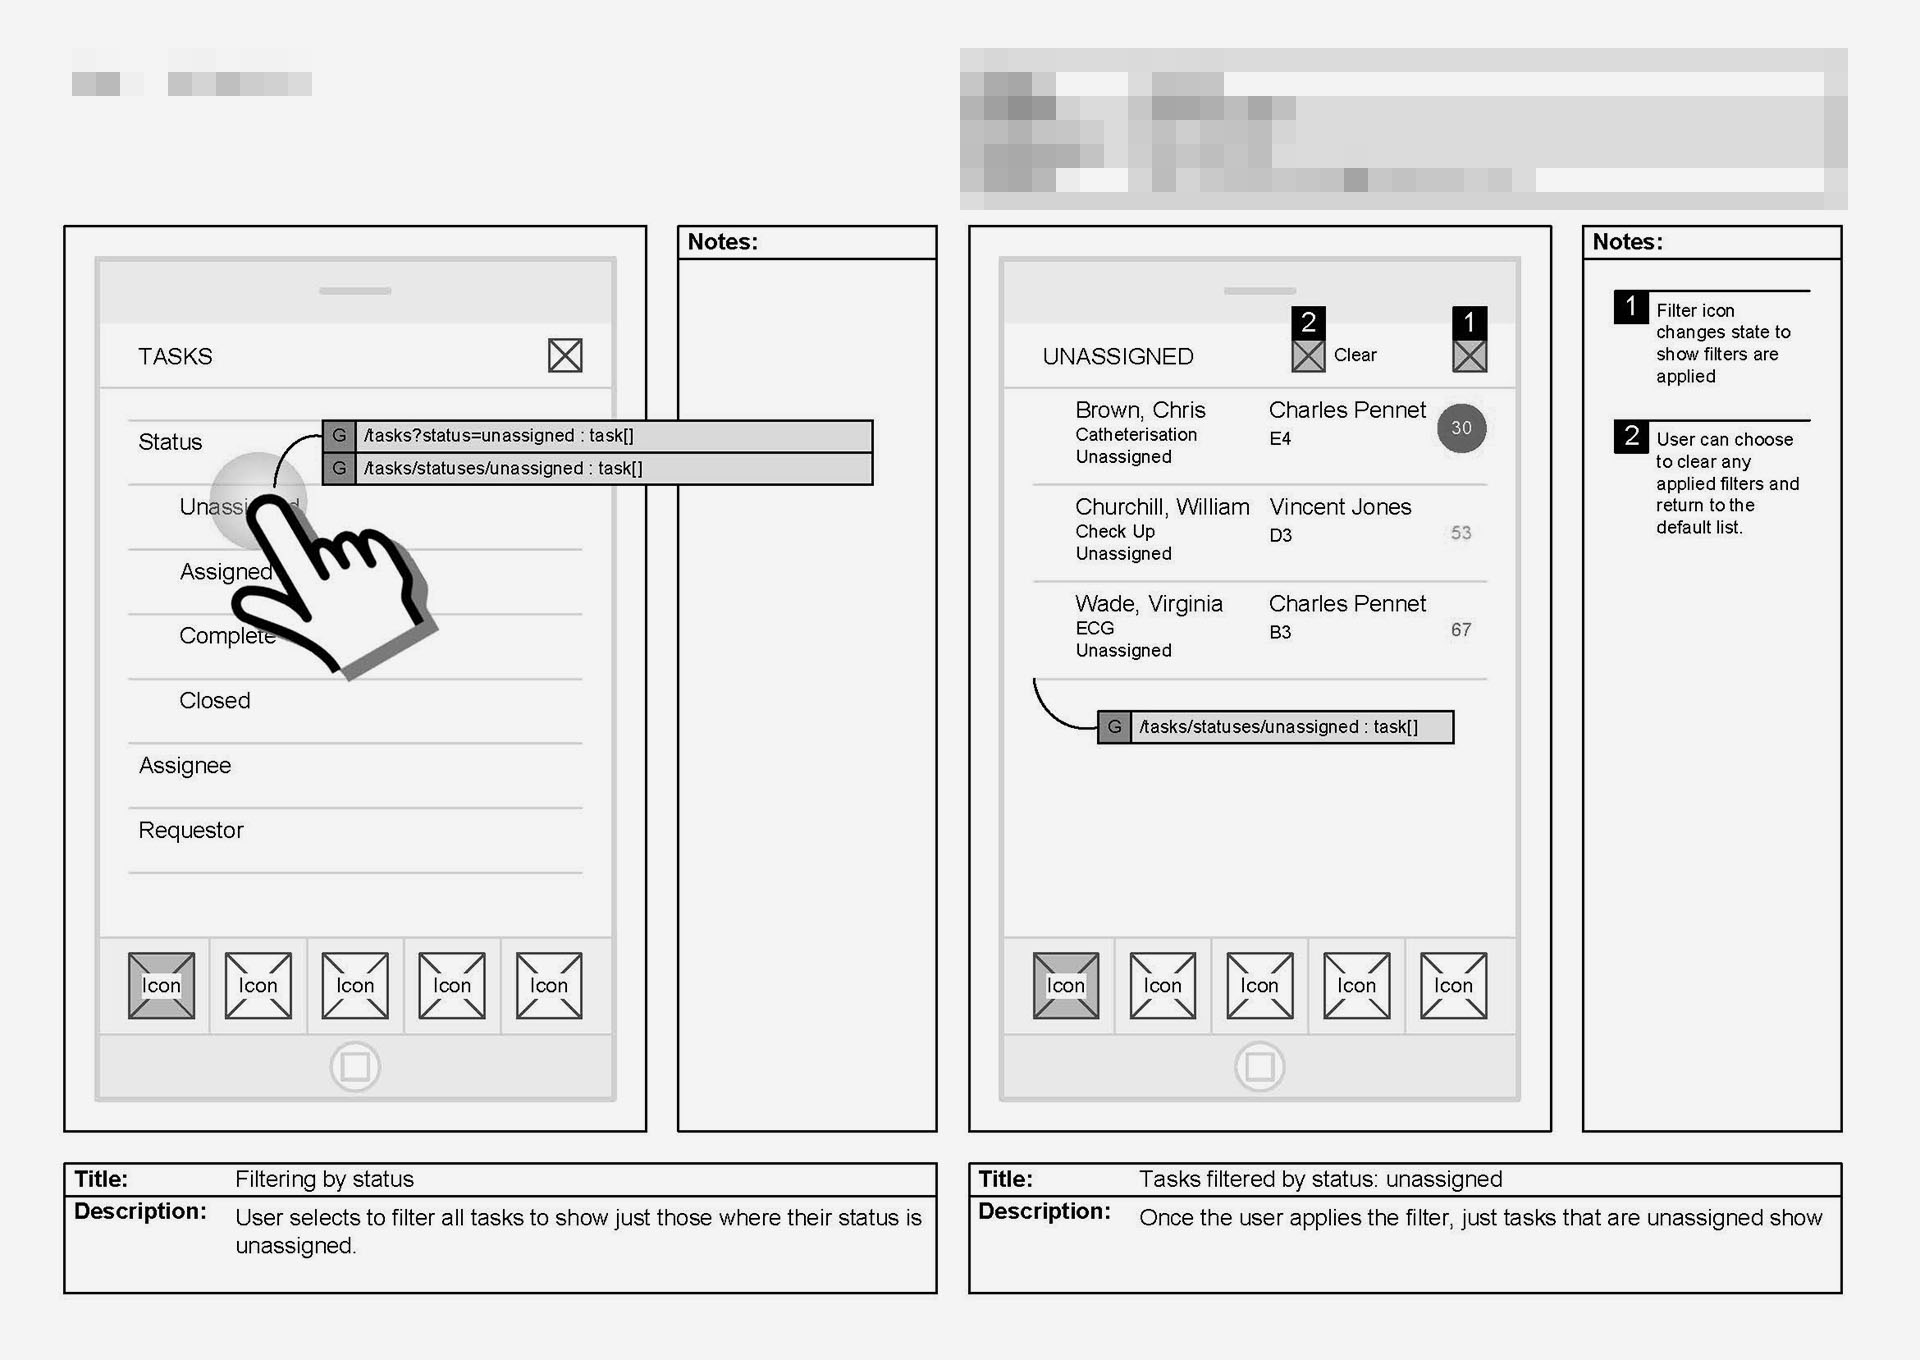 TASKS
Status
G /tasks?status=unassigned : task[]
G /tasks/statuses/unassigned : task[]
Assigned
Complete
Closed
Assignee
Requestor
Icon Icon Icon Icon Icon
Notes:
Title: Filtering by status
Description: User selects to filter all tasks to show just those where their status is
unassigned.
2 1
UNASSIGNED Clear
Brown, Chris Charles Pennet
Catheterisation E4 30
Unassigned
Churchill, William Vincent Jones
Check Up D3 53
Unassigned
Wade, Virginia Charles Pennet
ECG B3 67
Unassigned
G /tasks/statuses/unassigned : task[]
Icon Icon Icon Icon Icon
Notes:
1 Filter icon
changes state to
show filters are
applied
2 User can choose
to clear any
applied filters and
return to the
default list.
Title: Tasks filtered by status: unassigned
Description: Once the user applies the filter, just tasks that are unassigned show